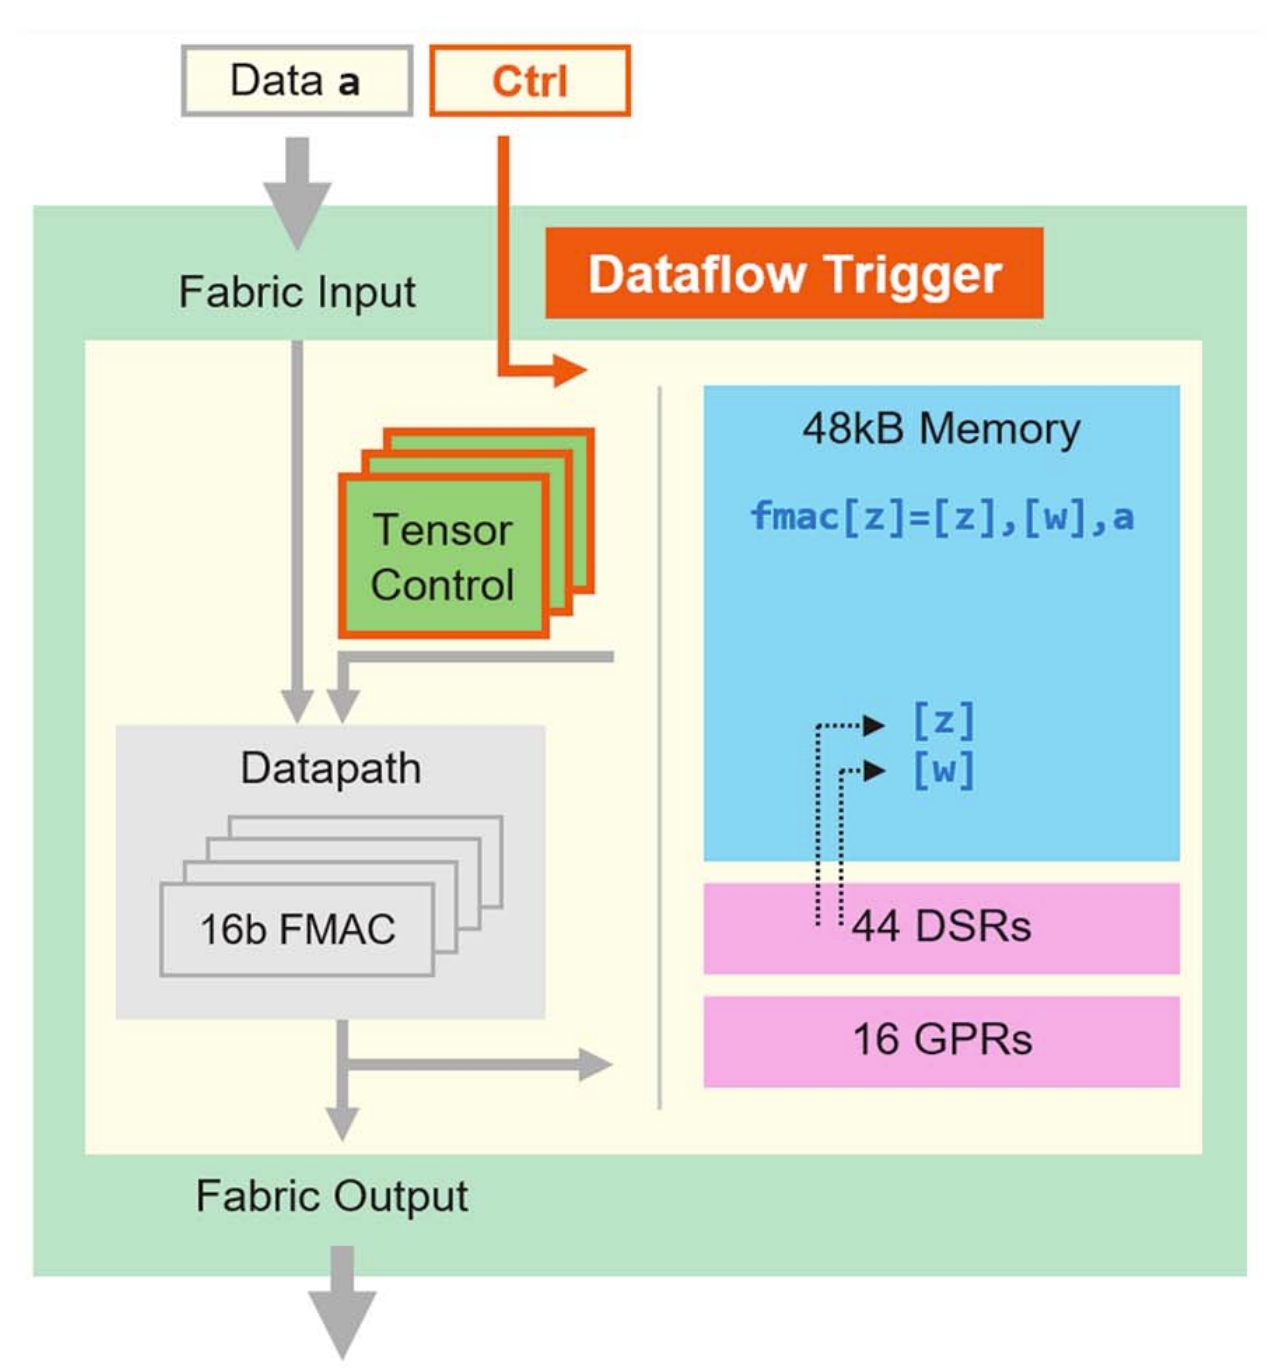 Data a
Ctrl
Dataflow Trigger
Fabric Input
48kB Memory
fmac[z]=[z],[w],a
Tensor
Control
[z]
[w]
Datapath
16b FMAC
44 DSRs
16 GPRs
Fabric Output